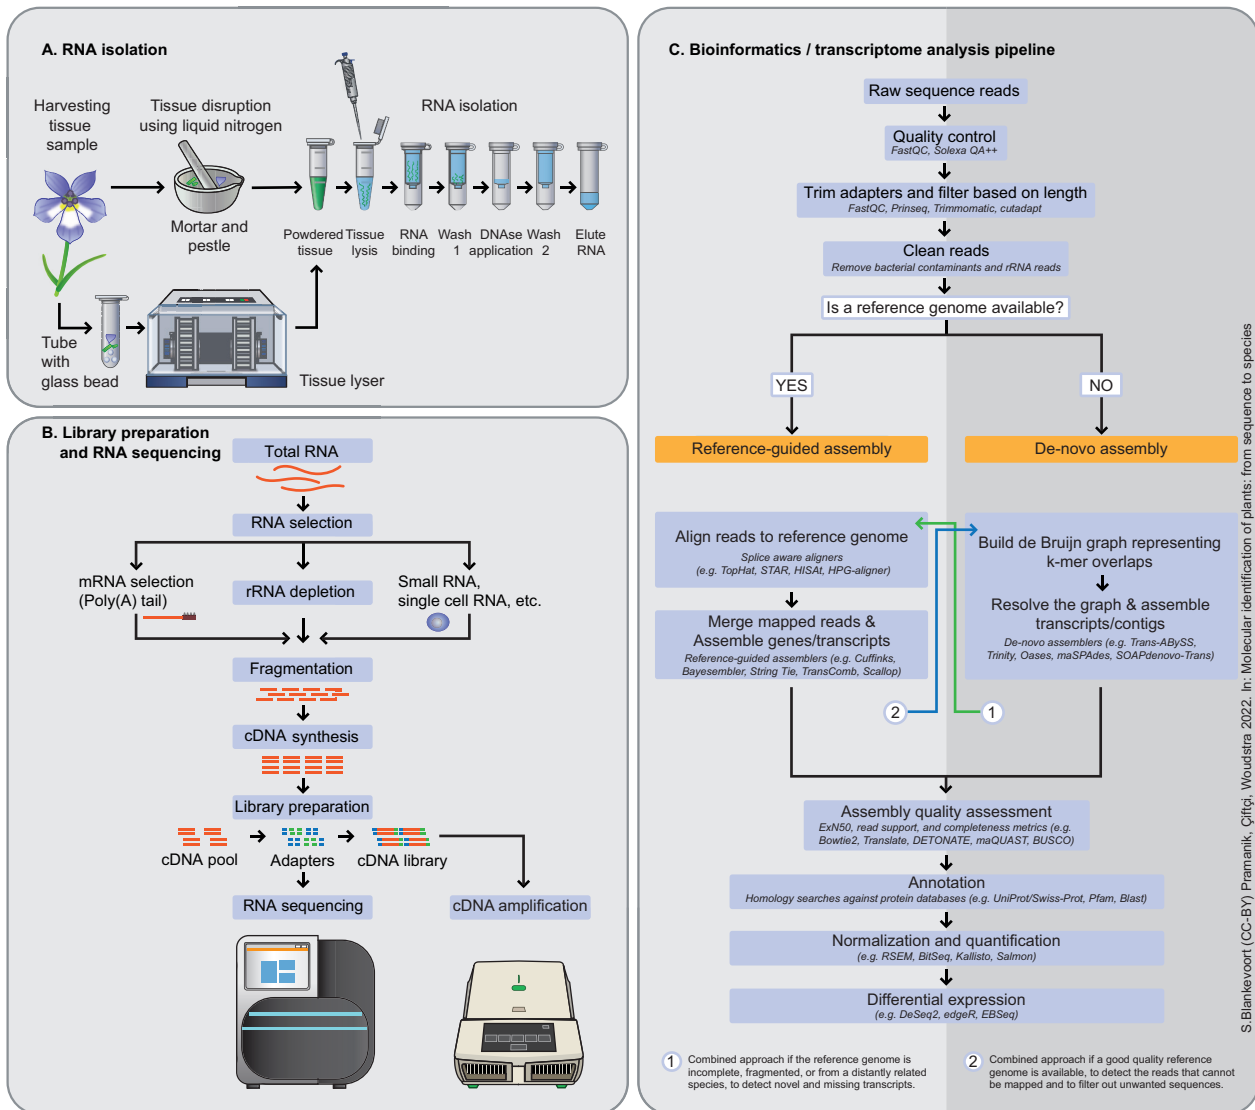 A. RNA isolation
Harvesting
tissue
sample
Tissue disruption
using liquid nitrogen
RNA isolation
Mortar and
pestle
Powdered
tissue
Tissue
lysis
RNA
binding
Wash
1
DNAse
application
Wash
2
Elute
RNA
Tube
with
glass bead
Tissue lyser
B. Library preparation
and RNA sequencing
Total RNA
RNA selection
mRNA selection
(Poly(A) tail)
rRNA depletion
Small RNA,
single cell RNA, etc.
Fragmentation
cDNA synthesis
Library preparation
cDNA pool
Adapters
cDNA library
RNA sequencing
cDNA amplification
C. Bioinformatics / transcriptome analysis pipeline
Raw sequence reads
Quality control
FastQC, Solexa QA++
Trim adapters and filter based on length
FastQC, Prinseq, Trimmomatic, cutadapt
Clean reads
Remove bacterial contaminants and rRNA reads
Is a reference genome available?
YES
NO
Reference-guided assembly
De-novo assembly
Align reads to reference genome
Splice aware aligners
(e.g. TopHat, STAR, HISAt, HPG-aligner)
Merge mapped reads &
Assemble genes/transcripts
Reference-guided assemblers (e.g. Cuffinks,
Bayesembler, String Tie, TransComb, Scallop)
Build de Bruijn graph representing
k-mer overlaps
Resolve the graph & assemble
transcripts/contigs
De-novo assemblers (e.g. Trans-ABySS,
Trinity, Oases, maSPAdes, SOAPdenovo-Trans)
2
1
Assembly quality assessment
ExN50, read support, and completeness metrics (e.g.
Bowtie2, Translate, DETONATE, maQUAST, BUSCO)
Annotation
Homology searches against protein databases (e.g. UniProt/Swiss-Prot, Pfam, Blast)
Normalization and quantification
(e.g. RSEM, BitSeq, Kallisto, Salmon)
Differential expression
(e.g. DeSeq2, edgeR, EBSeq)
1
Combined approach if the reference genome is
incomplete, fragmented, or from a distantly related
species, to detect novel and missing transcripts.
2
Combined approach if a good quality reference
genome is available, to detect the reads that cannot
be mapped and to filter out unwanted sequences.
S.Blankevoort (CC-BY) Pramanik, Çiftçi, Woudstra 2022. In: Molecular identification of plants: from sequence to species